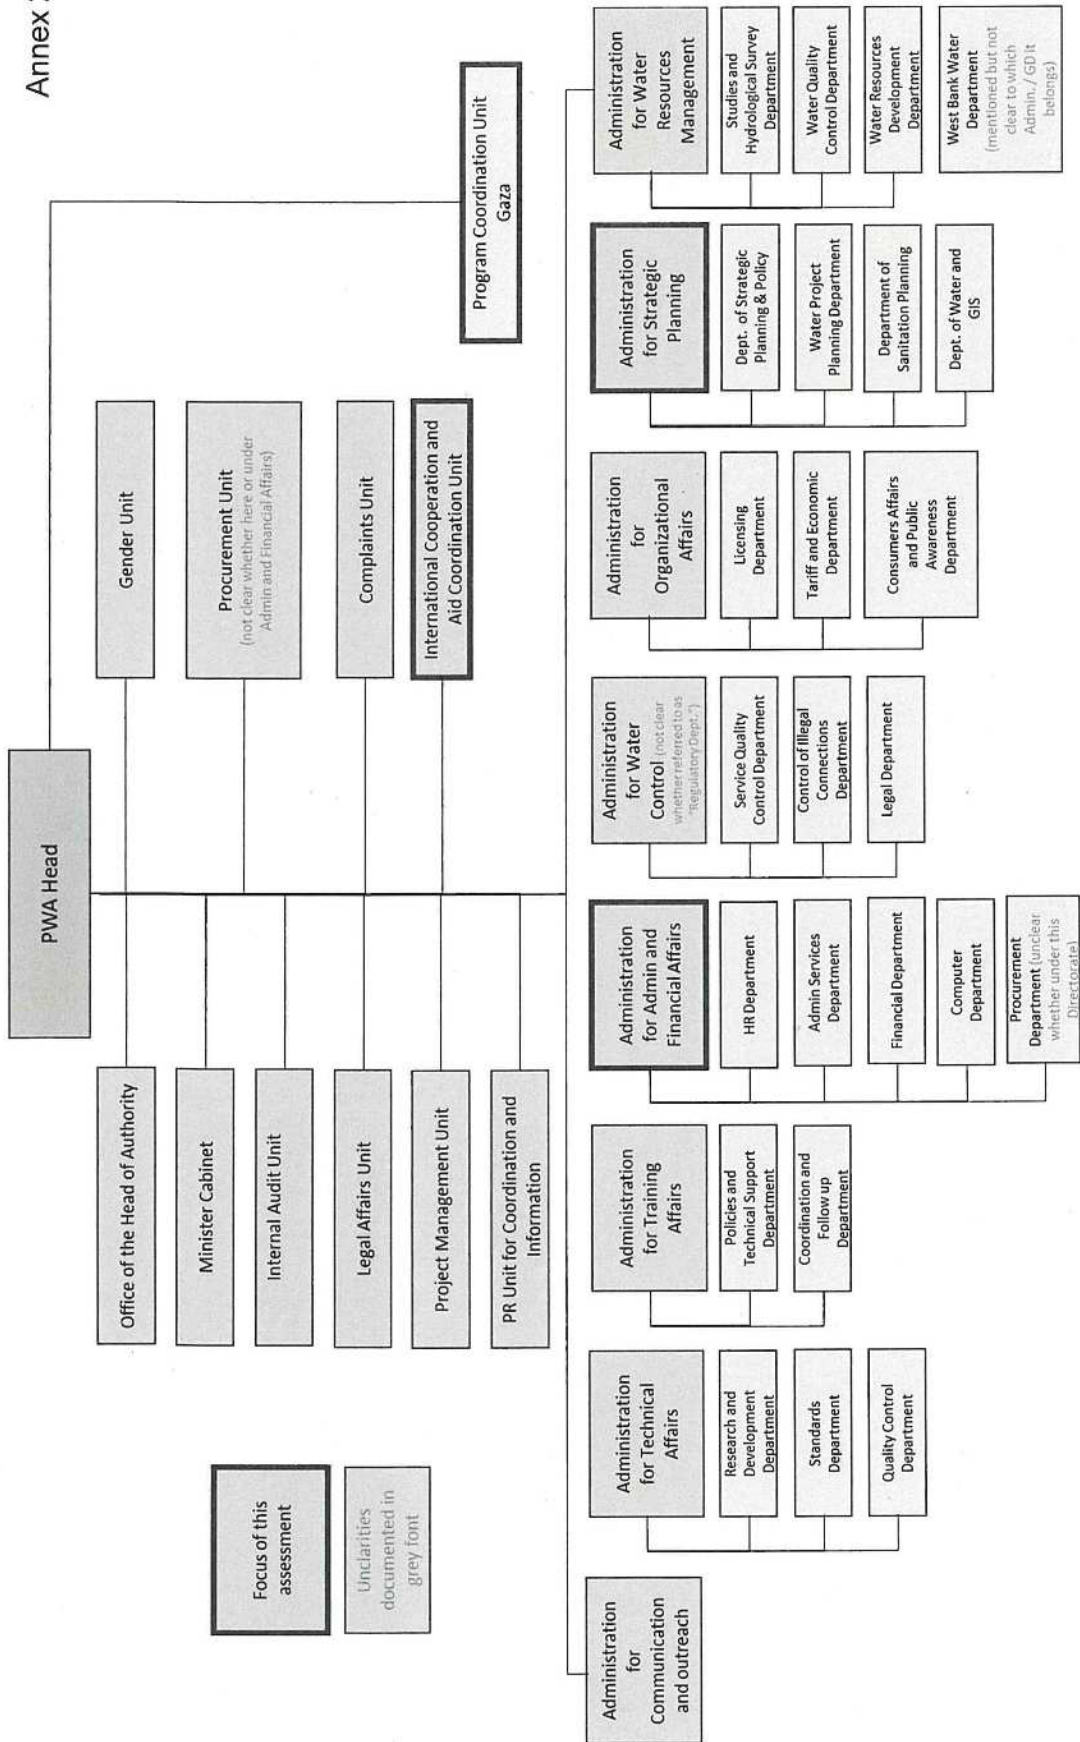 Annex
PWA Head
Office of the Head of Authority
Minister Cabinet
Internal Audit Unit
Legal Affairs Unit
Project Management Unit
PR Unit for Coordination and
Information
Gender Unit
Procurement Unit
(not clear whether here or under
Admin and Financial Affairs)
Complaints Unit
International Cooperation and
Aid Coordination Unit
Program Coordination Unit
Gaza
Focus of this
assessment
Unclarities
documented in
grey font
Administration
for
Communication
and outreach
Administration
for Technical
Affairs
Research and
Development
Department
Standards
Department
Quality Control
Department
Administration
for Training
Affairs
Policies and
Technical Support
Department
Coordination and
Follow up
Department
Administration
for Admin and
Financial Affairs
HR Department
Admin Services
Department
Financial Department
Computer
Department
Procurement
Department (unclear
whether under this
Directorate)
Administration
for Water
Control (not clear
whether referred to as
"Regulatory Dept.")
Service Quality
Control Department
Control of Illegal
Connections
Department
Legal Department
Administration
for
Organizational
Affairs
Licensing
Department
Tariff and Economic
Department
Consumers Affairs
and Public
Awareness
Department
Administration
for Strategic
Planning
Dept. of Strategic
Planning & Policy
Water Project
Planning Department
Department of
Sanitation Planning
Dept. of Water and
GIS
Administration
for Water
Resources
Management
Studies and
Hydrological Survey
Department
Water Quality
Control Department
Water Resources
Development
Department
West Bank Water
Department
(mentioned but not
clear to which
Admin. / GD it
belongs)